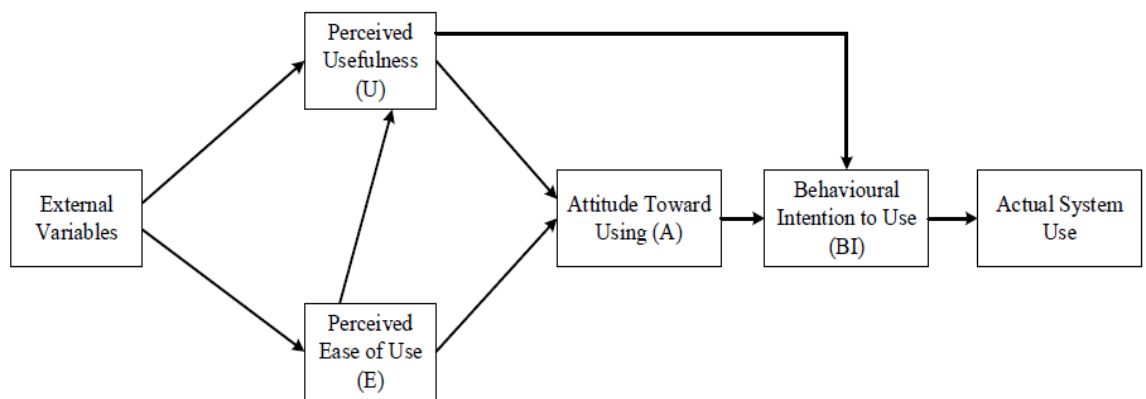 Perceived
Usefulness
(U)
External
Variables
Attitude Toward
Using (A)
Behavioural
Intention to Use
(BI)
Actual System
Use
Perceived
Ease of Use
(E)